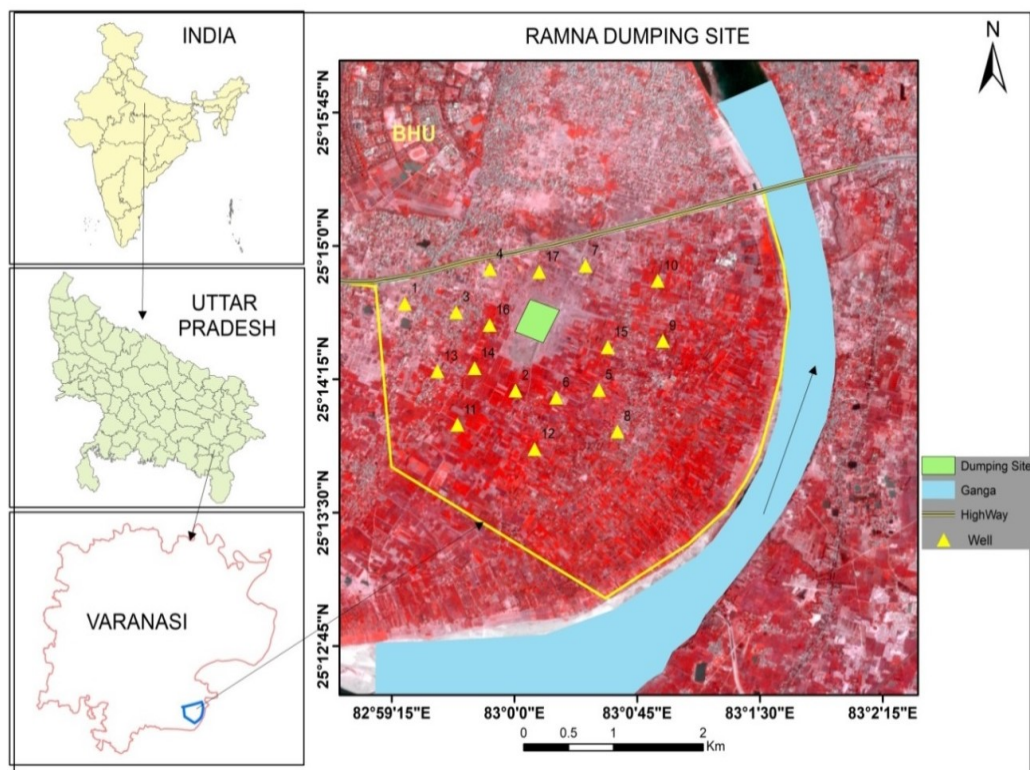 INDIA
UTTAR
PRADESH
VARANASI
RAMNA DUMPING SITE
N
BHU
1
4
17
7
10
1
3
16
15
9
13
14
2
6
5
11
8
12
25°15'45"N
25°15'0"N
25°14'15"N
25°13'30"N
25°12'45"N
82°59'15"E
83°0'0"E
83°0'45"E
83°1'30"E
83°2'15"E
0
0.5
1
2
Km
Dumping Site
Ganga
HighWay
Well